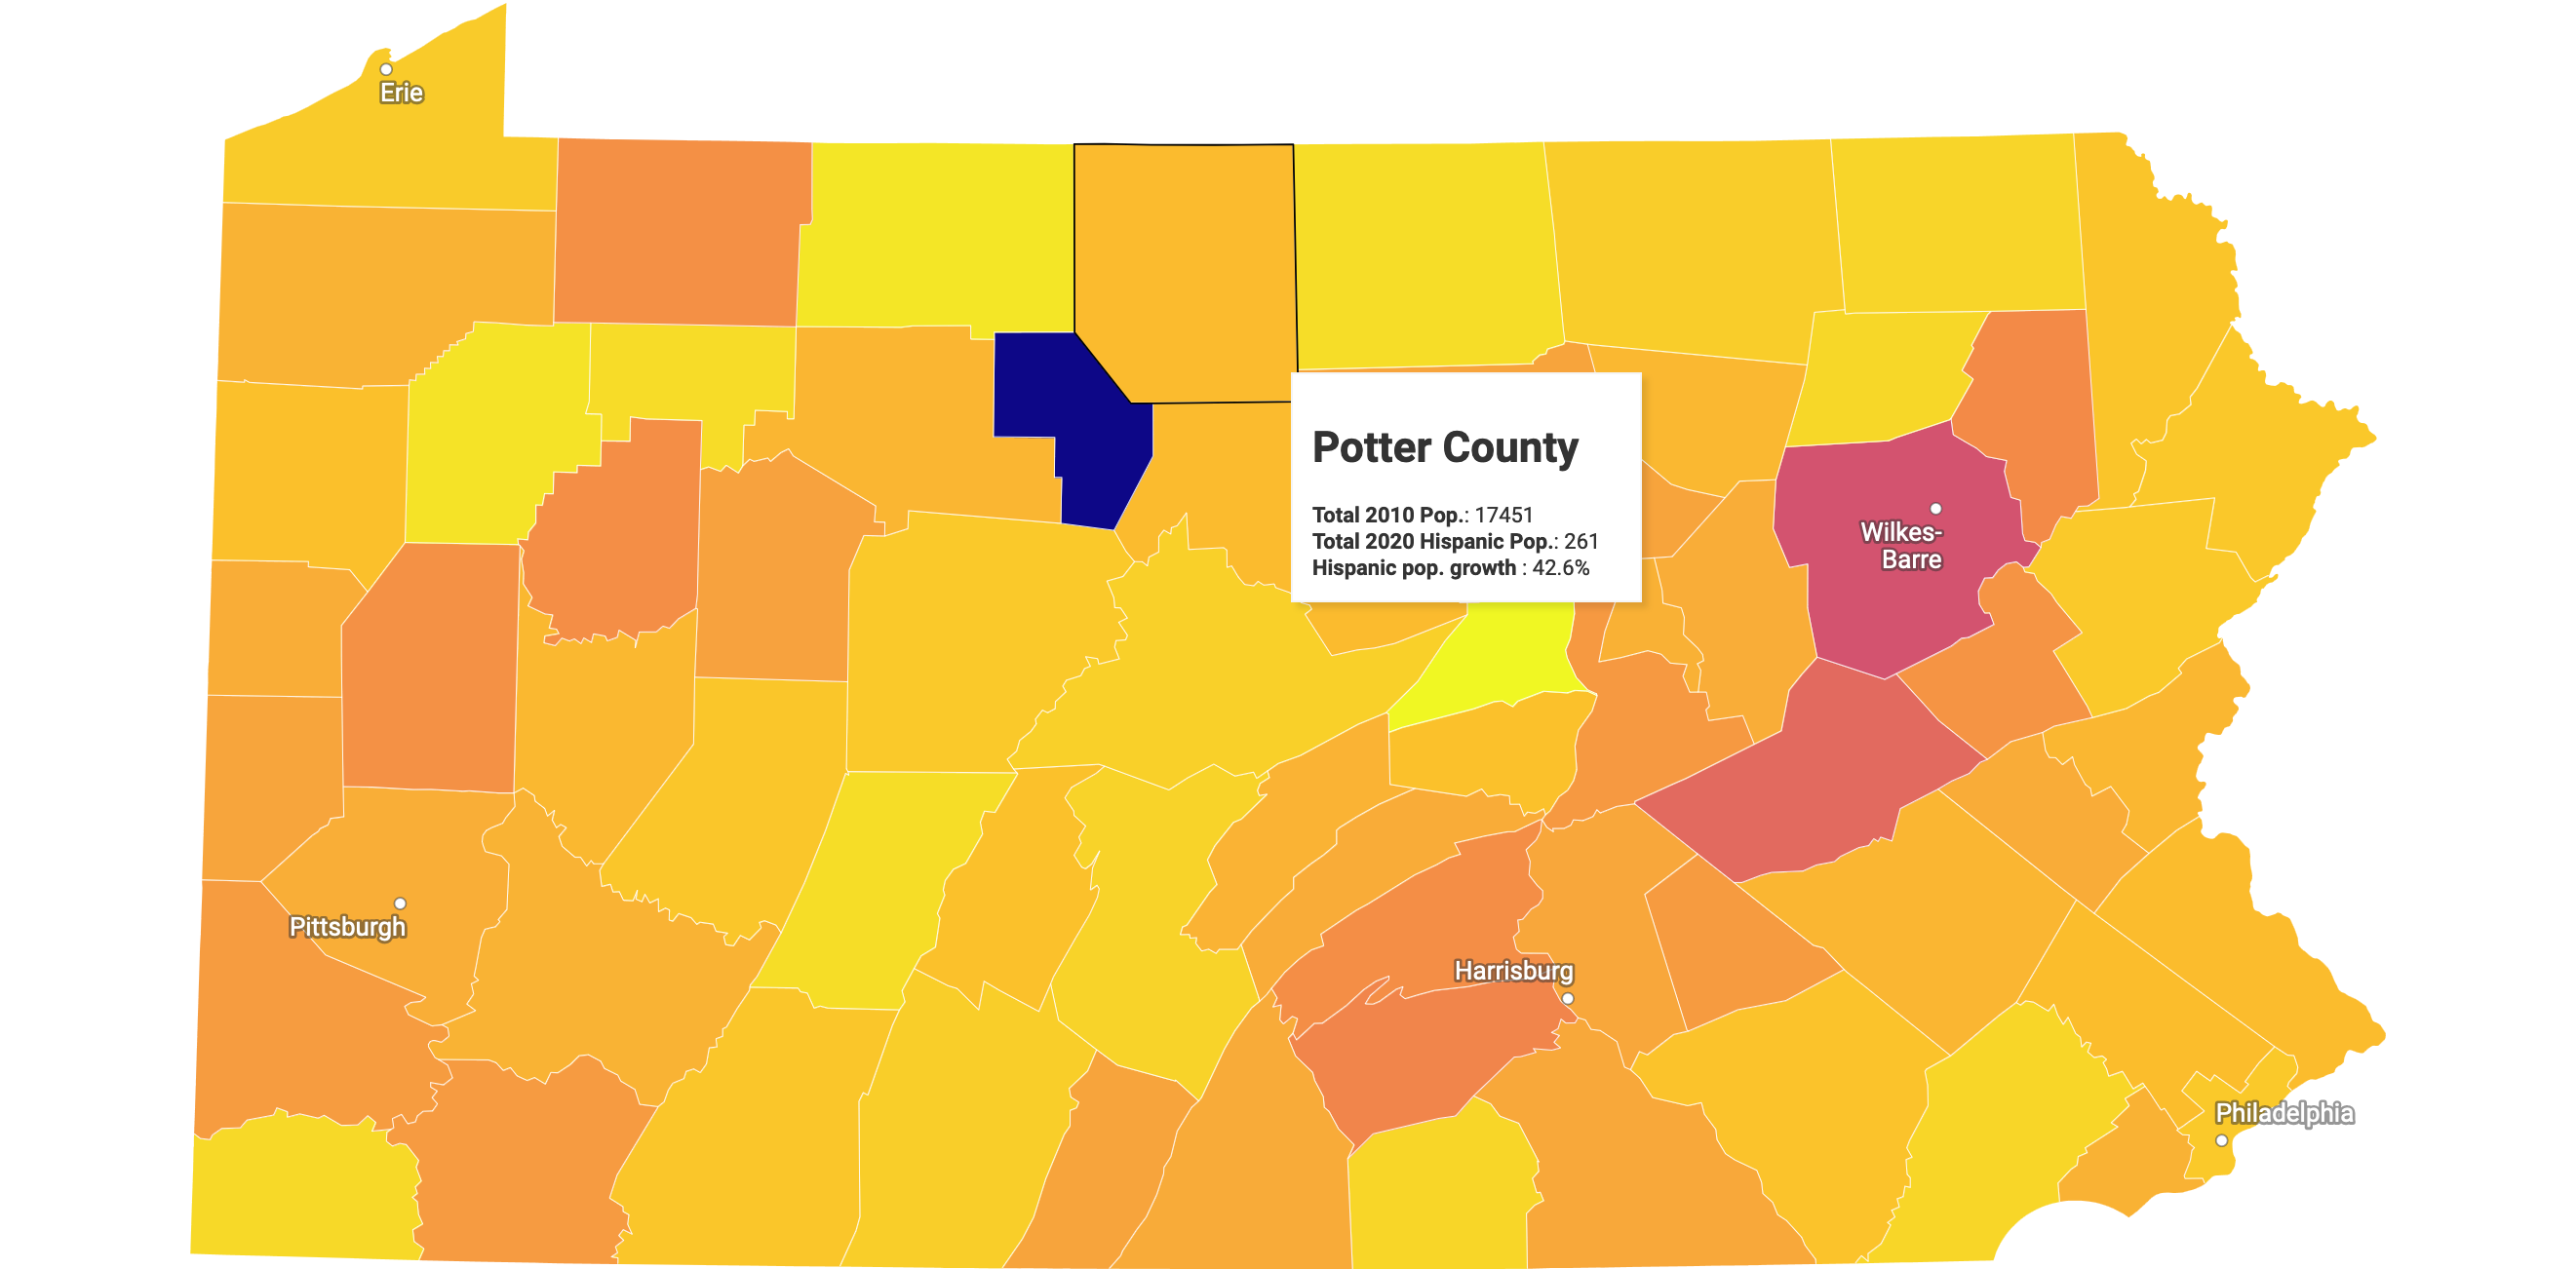 Erie
Potter County
Total 2010 Pop.: 17451
Total 2020 Hispanic Pop.: 261
Hispanic pop. growth : 42.6%
Wilkes-
Barre
Pittsburgh
Harrisburg
Philadelphia